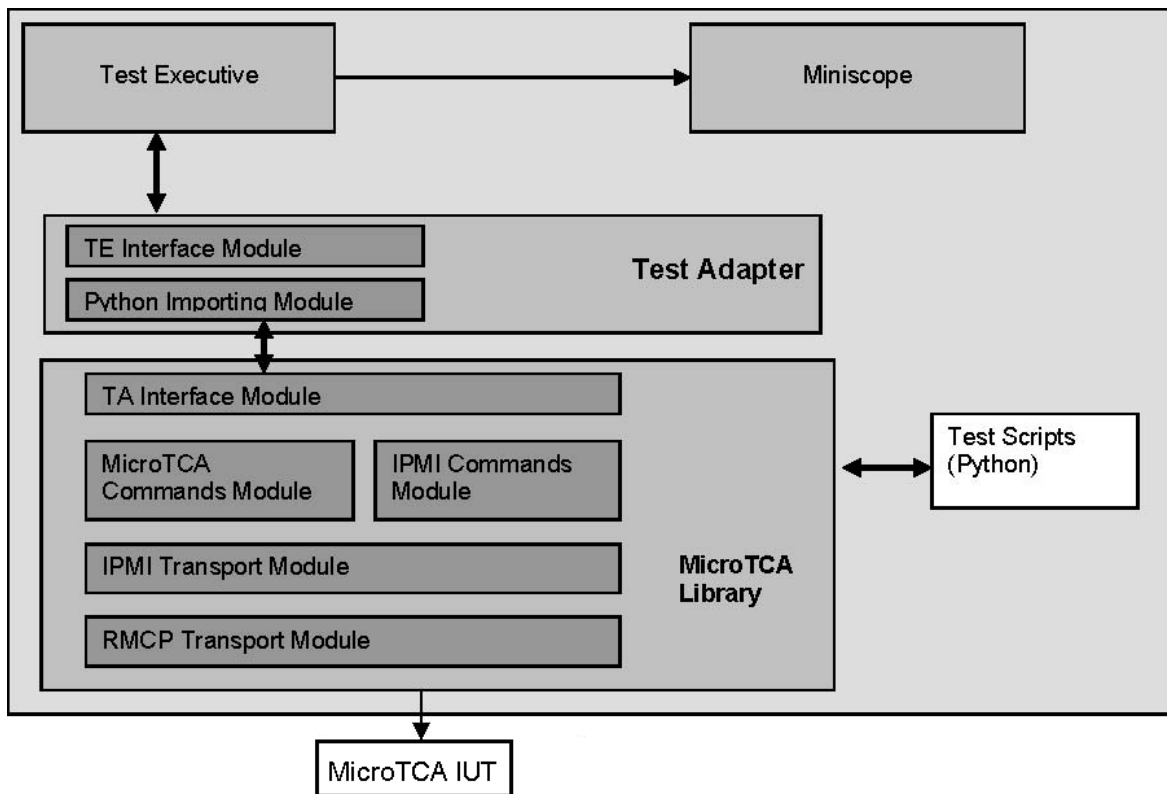 Test Executive
Miniscope
TE Interface Module
Test Adapter
Python Importing Module
TA Interface Module
MicroTCA
Commands Module
IPMI Commands
Module
Test Scripts
(Python)
IPMI Transport Module
MicroTCA
Library
RMCP Transport Module
MicroTCA IUT